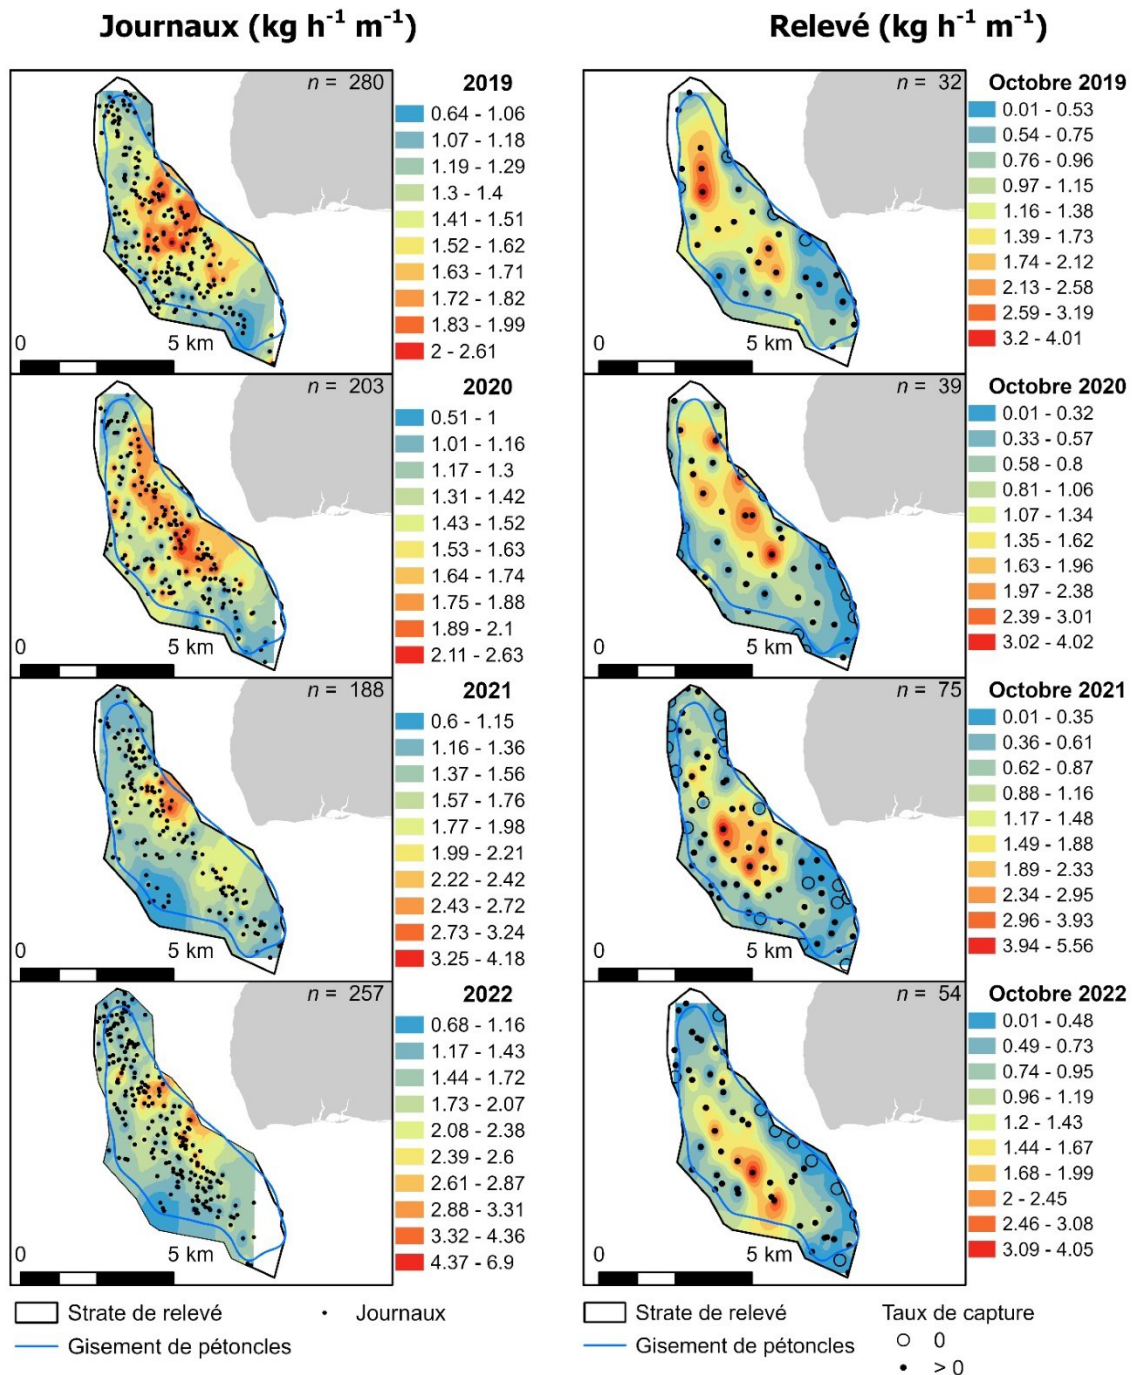 Journaux (kg h⁻¹ m⁻¹)
n = 280
2019
0.64 - 1.06
1.07 - 1.18
1.19 - 1.29
1.3 - 1.4
1.41 - 1.51
1.52 - 1.62
1.63 - 1.71
1.72 - 1.82
1.83 - 1.99
2 - 2.61
0 5 km
n = 203
2020
0.51 - 1
1.01 - 1.16
1.17 - 1.3
1.31 - 1.42
1.43 - 1.52
1.53 - 1.63
1.64 - 1.74
1.75 - 1.88
1.89 - 2.1
2.11 - 2.63
0 5 km
n = 188
2021
0.6 - 1.15
1.16 - 1.36
1.37 - 1.56
1.57 - 1.76
1.77 - 1.98
1.99 - 2.21
2.22 - 2.42
2.43 - 2.72
2.73 - 3.24
3.25 - 4.18
0 5 km
n = 257
2022
0.68 - 1.16
1.17 - 1.43
1.44 - 1.72
1.73 - 2.07
2.08 - 2.38
2.39 - 2.6
2.61 - 2.87
2.88 - 3.31
3.32 - 4.36
4.37 - 6.9
0 5 km
Strate de relevé
Journaux
Gisement de pétoncles
Relevé (kg h⁻¹ m⁻¹)
n = 32
Octobre 2019
0.01 - 0.53
0.54 - 0.75
0.76 - 0.96
0.97 - 1.15
1.16 - 1.38
1.39 - 1.73
1.74 - 2.12
2.13 - 2.58
2.59 - 3.19
3.2 - 4.01
0 5 km
n = 39
Octobre 2020
0.01 - 0.32
0.33 - 0.57
0.58 - 0.8
0.81 - 1.06
1.07 - 1.34
1.35 - 1.62
1.63 - 1.96
1.97 - 2.38
2.39 - 3.01
3.02 - 4.02
0 5 km
n = 75
Octobre 2021
0.01 - 0.35
0.36 - 0.61
0.62 - 0.87
0.88 - 1.16
1.17 - 1.48
1.49 - 1.88
1.89 - 2.33
2.34 - 2.95
2.96 - 3.93
3.94 - 5.56
0 5 km
n = 54
Octobre 2022
0.01 - 0.48
0.49 - 0.73
0.74 - 0.95
0.96 - 1.19
1.2 - 1.43
1.44 - 1.67
1.68 - 1.99
2 - 2.45
2.46 - 3.08
3.09 - 4.05
0 5 km
Strate de relevé
Gisement de pétoncles
Taux de capture
0
> 0